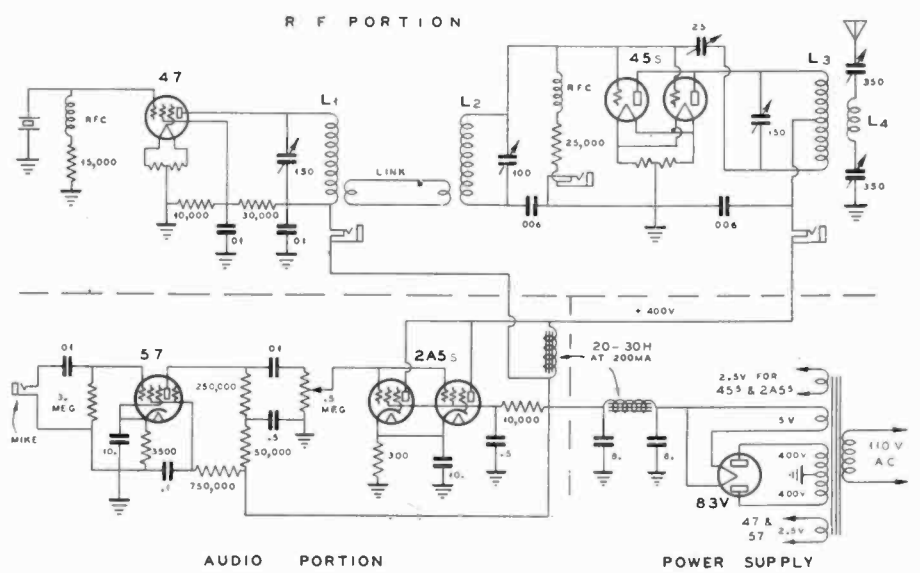 R F PORTION
47
RFC
15,000
10,000
30,000
01
01
150
L1
LINK
L2
100
006
RFC
25,000
45s
25
006
150
L3
350
L4
350
+ 400V
01
3. MEG
MIKE
57
10.
3500
.1
750,000
250,000
01
.5
50,000
.5 MEG
2A5s
300
10.
.5
10,000
20-30H
AT 200MA
8.
8.
2.5V FOR
45s & 2A5s
5V
400V
400V
83V
47 &
57
2.5V
110V
AC
AUDIO PORTION
POWER SUPPLY